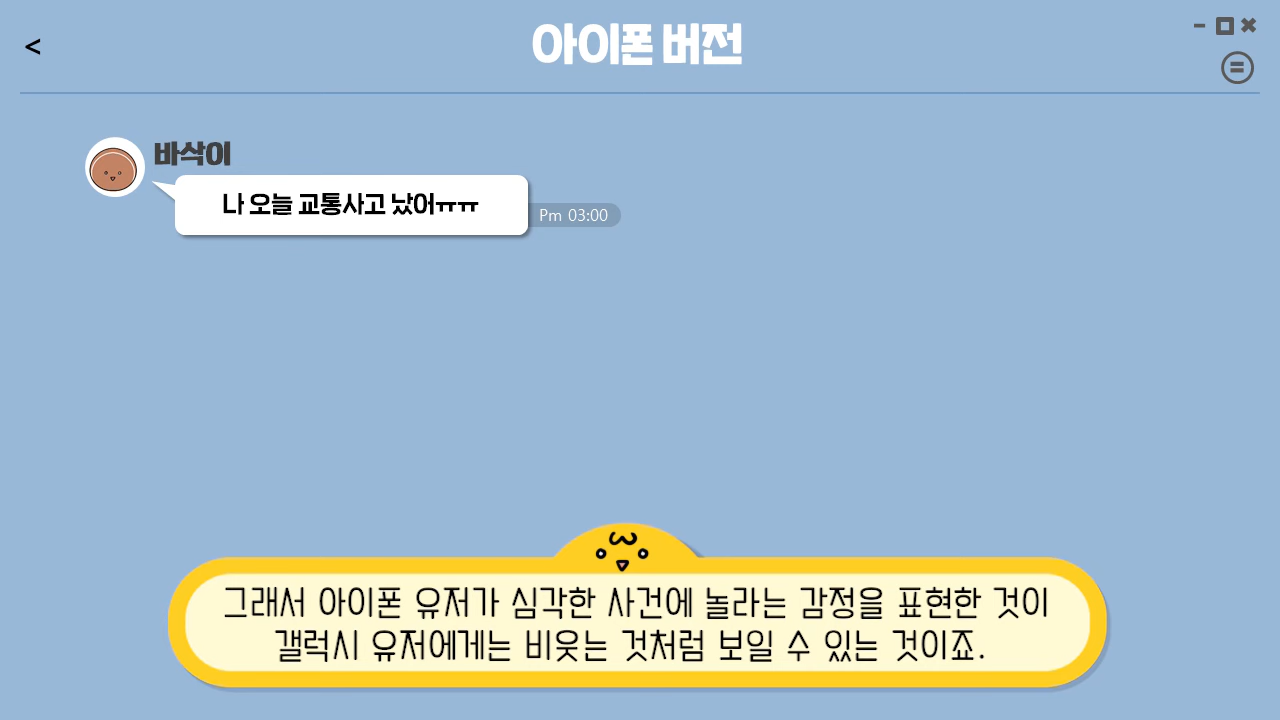 <
아이폰 버전
바삭이
나 오늘 교통사고 났어ㅠㅠ
Pm 03:00
그래서 아이폰 유저가 심각한 사건에 놀라는 감정을 표현한 것이
갤럭시 유저에게는 비웃는 것처럼 보일 수 있는 것이죠.